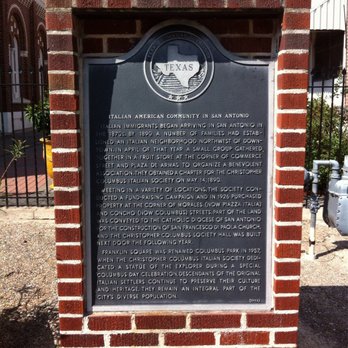 TEXAS
ITALIAN AMERICAN COMMUNITY IN SAN ANTONIO
ITALIAN IMMIGRANTS BEGAN ARRIVING IN SAN ANTONIO IN
THE 1870S. BY 1890 A NUMBER OF FAMILIES HAD ESTAB-
LISHED AN ITALIAN NEIGHBORHOOD NORTHWEST OF DOWN-
TOWN. IN APRIL OF THAT YEAR A SMALL GROUP GATHERED
TOGETHER IN A FRUIT STORE AT THE CORNER OF COMMERCE
STREET AND PLAZA DE ARMAS TO ORGANIZE A BENEVOLENT
ASSOCIATION. THEY OBTAINED A CHARTER FOR THE CHRISTOPHER
COLUMBUS ITALIAN SOCIETY ON MAY 14, 1890.
MEETING IN A VARIETY OF LOCATIONS, THE SOCIETY CON-
DUCTED A FUND-RAISING CAMPAIGN AND IN 1926 PURCHASED
PROPERTY AT THE CORNER OF MORALES (NOW PIAZZA ITALIA)
AND CONCHO (NOW COLUMBUS) STREETS. PART OF THE LAND
WAS CONVEYED TO THE CATHOLIC DIOCESE OF SAN ANTONIO
FOR THE CONSTRUCTION OF SAN FRANCESCO DI PAOLA CHURCH,
AND THE CHRISTOPHER COLUMBUS SOCIETY HALL WAS BUILT
NEXT DOOR THE FOLLOWING YEAR.
FRANKLIN SQUARE WAS RENAMED COLUMBUS PARK IN 1957,
WHEN THE CHRISTOPHER COLUMBUS ITALIAN SOCIETY DEDI-
CATED A STATUE OF THE EXPLORER DURING A SPECIAL
COLUMBUS DAY CELEBRATION. DESCENDANTS OF THE ORIGINAL
ITALIAN SETTLERS CONTINUE TO PRESERVE THEIR CULTURE
AND HERITAGE. THEY REMAIN AN INTEGRAL PART OF THE
CITY'S DIVERSE POPULATION.